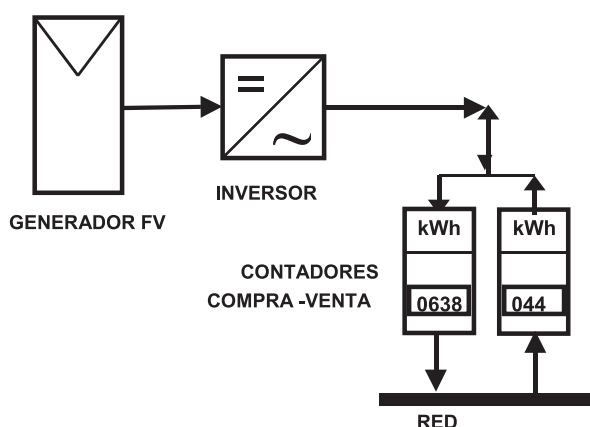 =
~
INVERSOR
GENERADOR FV
kWh
kWh
CONTADORES
COMPRA -VENTA
0638
044
RED